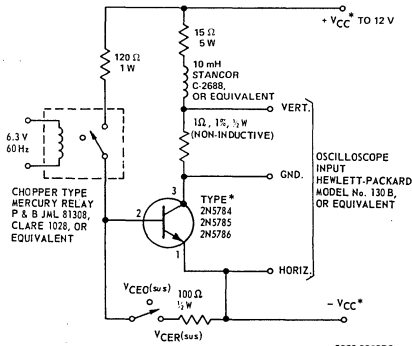 + VCC* TO 12 V
15 Ω
5 W
120 Ω
1 W
10 mH
STANCOR
C-2688,
OR EQUIVALENT
VERT.
1Ω, 1%, ½ W
(NON-INDUCTIVE)
6.3 V
60 Hz
OSCILLOSCOPE
INPUT
HEWLETT-PACKARD
MODEL No. 130 B,
OR EQUIVALENT
GND.
CHOPPER TYPE
MERCURY RELAY
P & B JML 81308,
CLARE 1028, OR
EQUIVALENT
3
2
1
TYPE*
2N5784
2N5785
2N5786
HORIZ.
VCEO(sus)
100 Ω
½ W
VCER(sus)
− VCC*